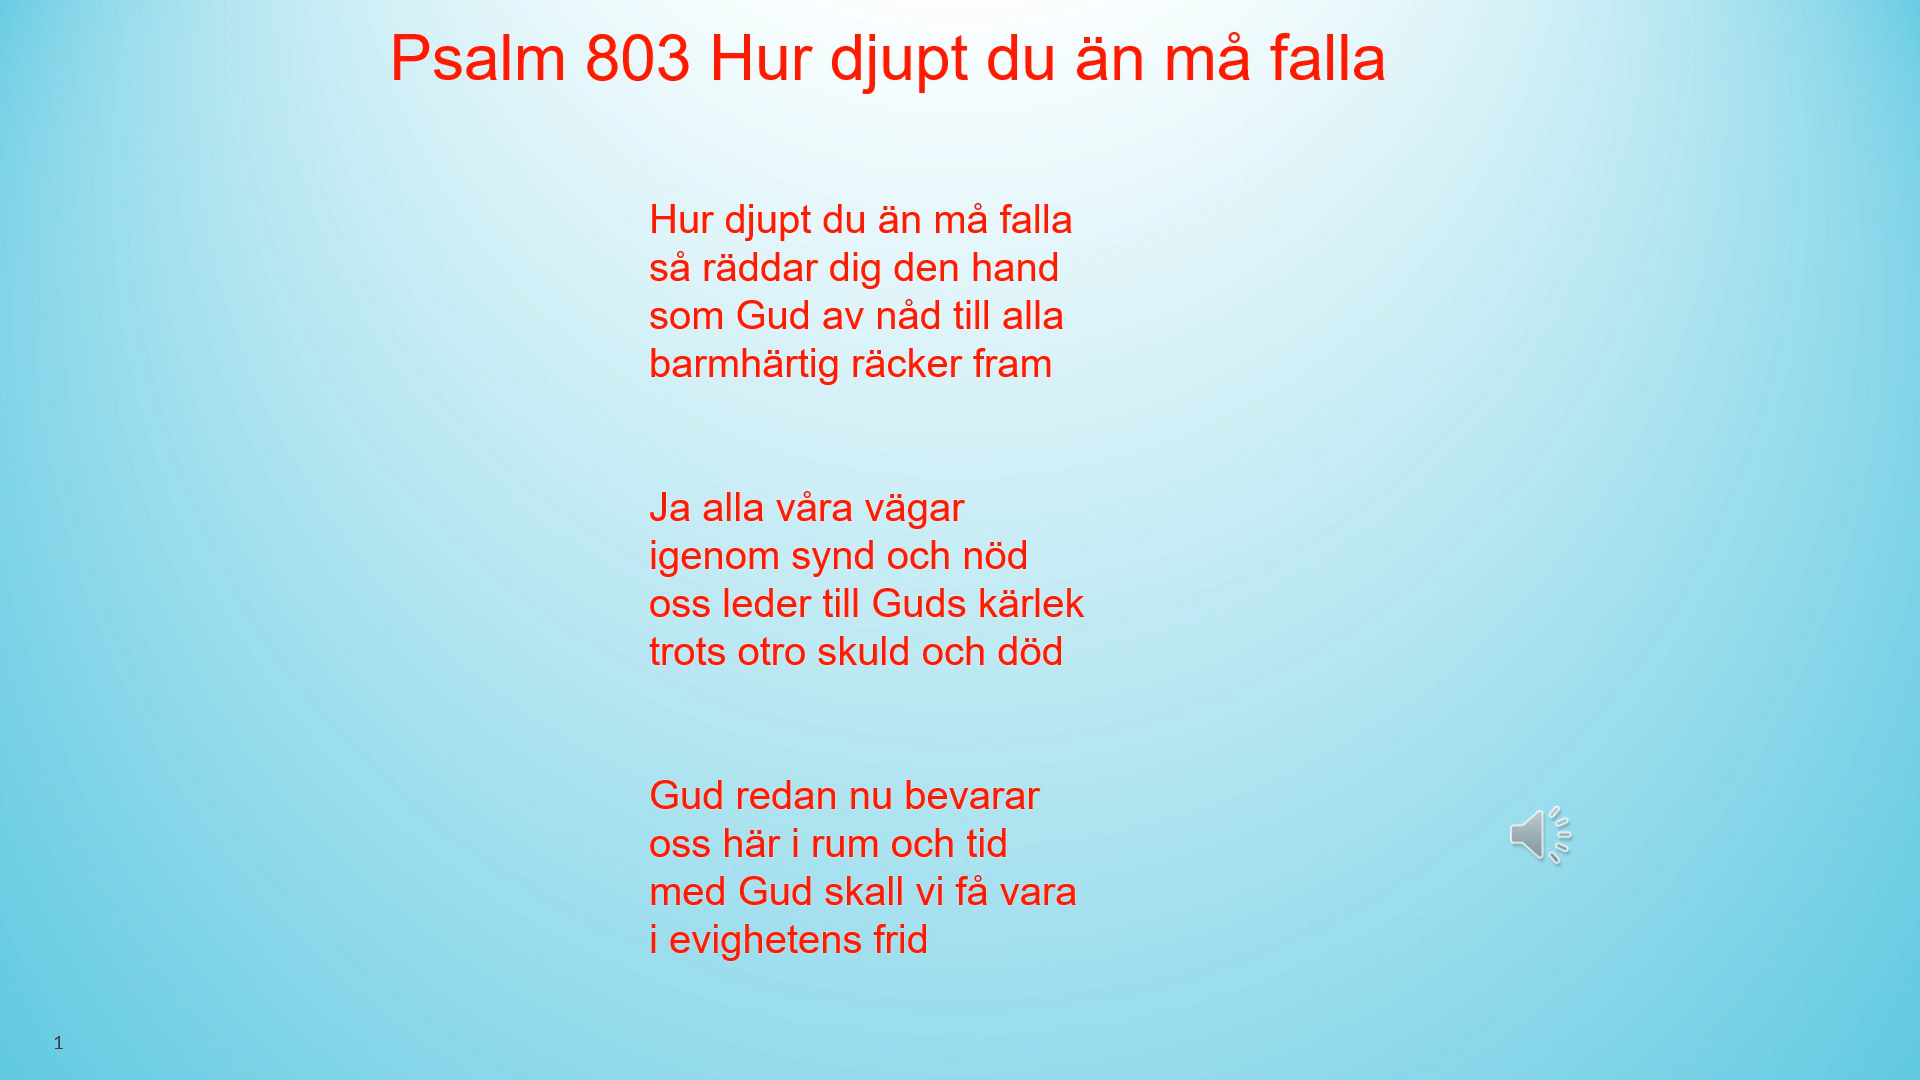 Psalm 803 Hur djupt du än må falla
Hur djupt du än må falla
så räddar dig den hand
som Gud av nåd till alla
barmhärtig räcker fram
Ja alla våra vägar
igenom synd och nöd
oss leder till Guds kärlek
trots otro skuld och död
Gud redan nu bevarar
oss här i rum och tid
med Gud skall vi få vara
i evighetens frid
1